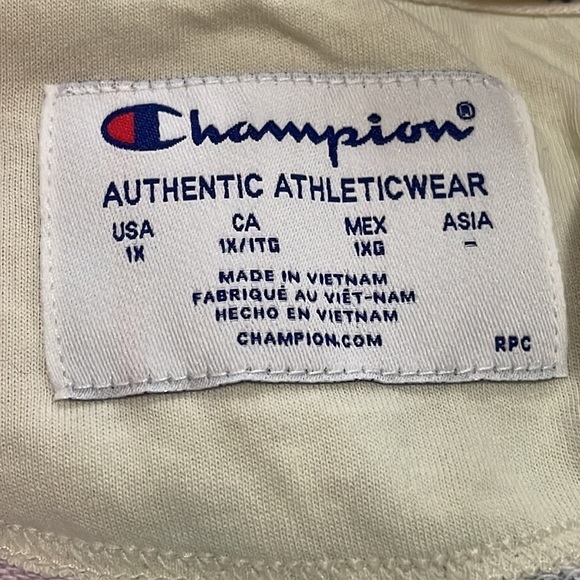 Champion®
AUTHENTIC ATHLETICWEAR
USA CA MEX ASIA
1X 1X/1TG 1XG -
MADE IN VIETNAM
FABRIQUÉ AU VIÊT-NAM
HECHO EN VIETNAM
CHAMPION.COM
RPC